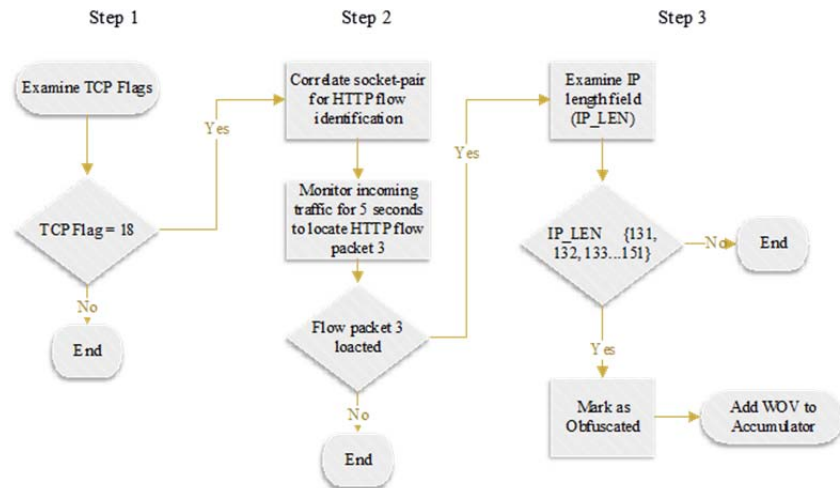 Step 1
Step 2
Step 3
Examine TCP Flags
TCP Flag = 18
Yes
No
End
Correlate socket-pair
for HTTP flow
identification
Monitor incoming
traffic for 5 seconds
to locate HTTP flow
packet 3
Flow packet 3
loacted
Yes
No
End
Examine IP
length field
(IP_LEN)
IP_LEN {131,
132, 133...151}
No
End
Yes
Mark as
Obfuscated
Add WOV to
Accumulator